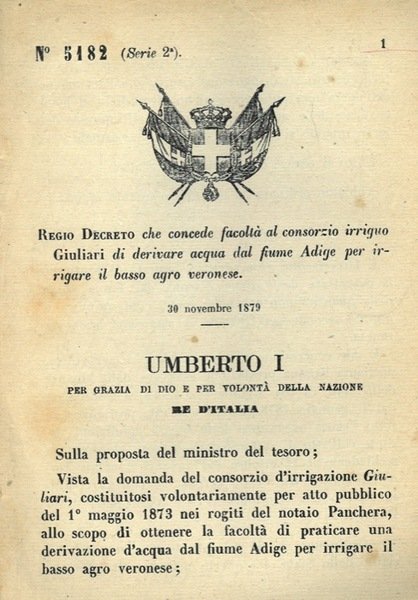 1
N° 5182 (Serie 2ª).
REGIO DECRETO che concede facoltà al consorzio irriguo
Giuliari di derivare acqua dal fiume Adige per ir-
rigare il basso agro veronese.
30 novembre 1879
UMBERTO I
PER GRAZIA DI DIO E PER VOLONTÀ DELLA NAZIONE
RE D'ITALIA
Sulla proposta del ministro del tesoro;
Vista la domanda del consorzio d'irrigazione Giu-
liari, costituitosi volontariamente per atto pubblico
del 1° maggio 1873 nei rogiti del notaio Panchera,
allo scopo di ottenere la facoltà di praticare una
derivazione d'acqua dal fiume Adige per irrigare il
basso agro veronese;